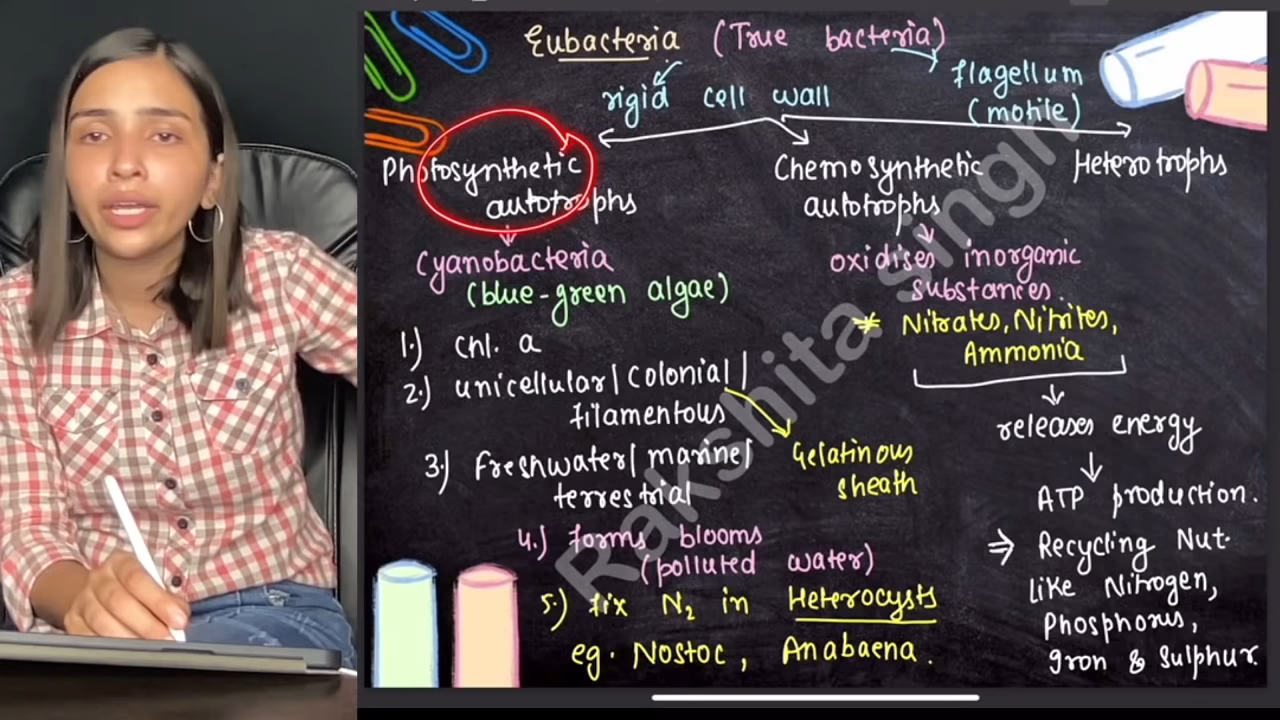 Eubacteria (True bacteria)
flagellum
(motile)
rigid cell wall
Photosynthetic
autotrophs
Cyanobacteria
(blue-green algae)
1.) Chl. a
2.) unicellular/colonial/
filamentous
Gelatinous
sheath
3.) freshwater/marine/
terrestrial
4.) forms blooms
(polluted water)
5.) fix N₂ in Heterocysts
eg. Nostoc, Anabaena.
Chemosynthetic
autotrophs
oxidises inorganic
substances.
* Nitrates, Nitrites,
Ammonia
releases energy
ATP production.
⇒ Recycling Nut.
like Nitrogen,
Phosphorus,
Iron & Sulphur.
Heterotrophs
Rakshita singh